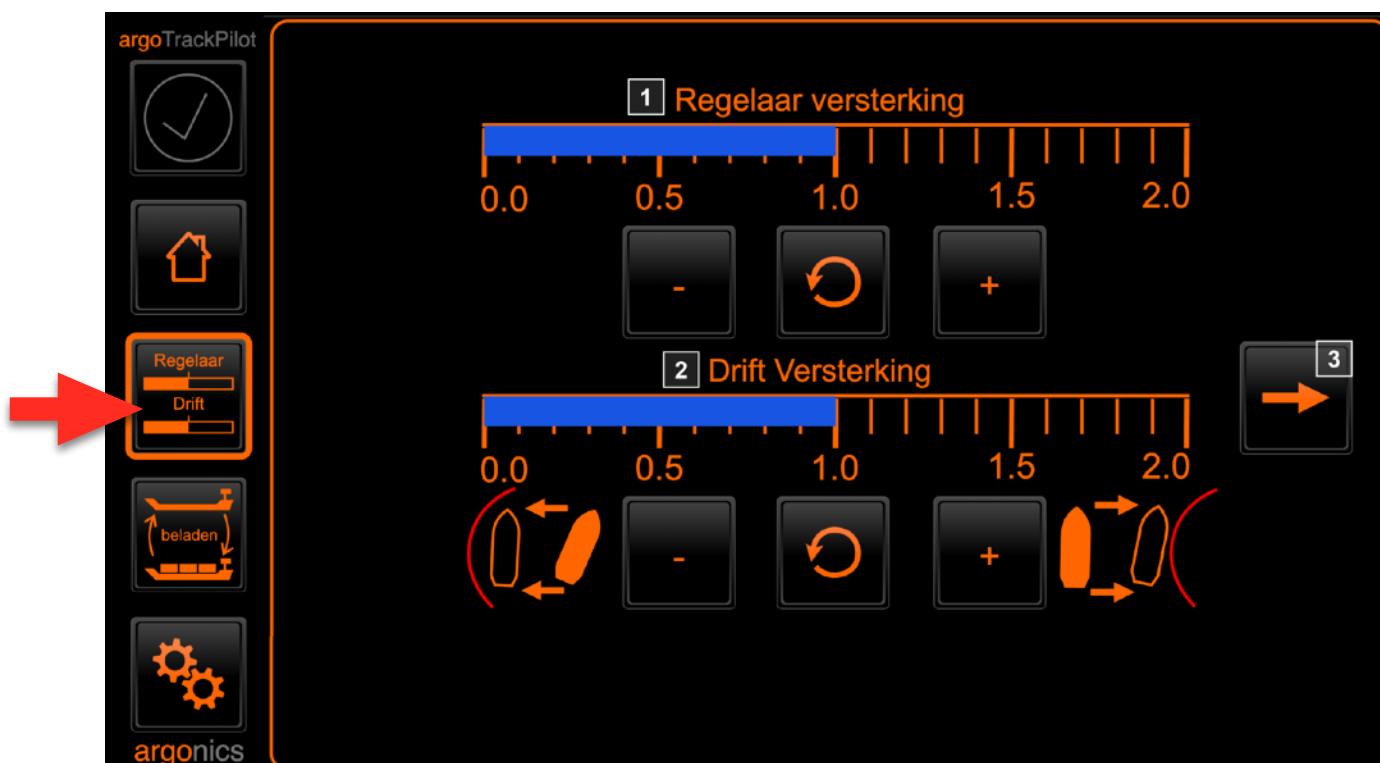 argoTrackPilot
1 Regelaar versterking
0.0 0.5 1.0 1.5 2.0
- +
Regelaar
Drift
2 Drift Versterking
3
0.0 0.5 1.0 1.5 2.0
- +
beladen
argonics